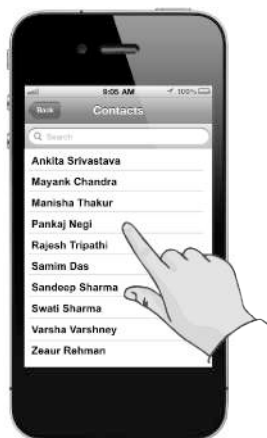 9:05 AM
100%
Back
Contacts
Search
Ankita Srivastava
Mayank Chandra
Manisha Thakur
Pankaj Negi
Rajesh Tripathi
Samim Das
Sandeep Sharma
Swati Sharma
Varsha Varshney
Zeaur Rehman